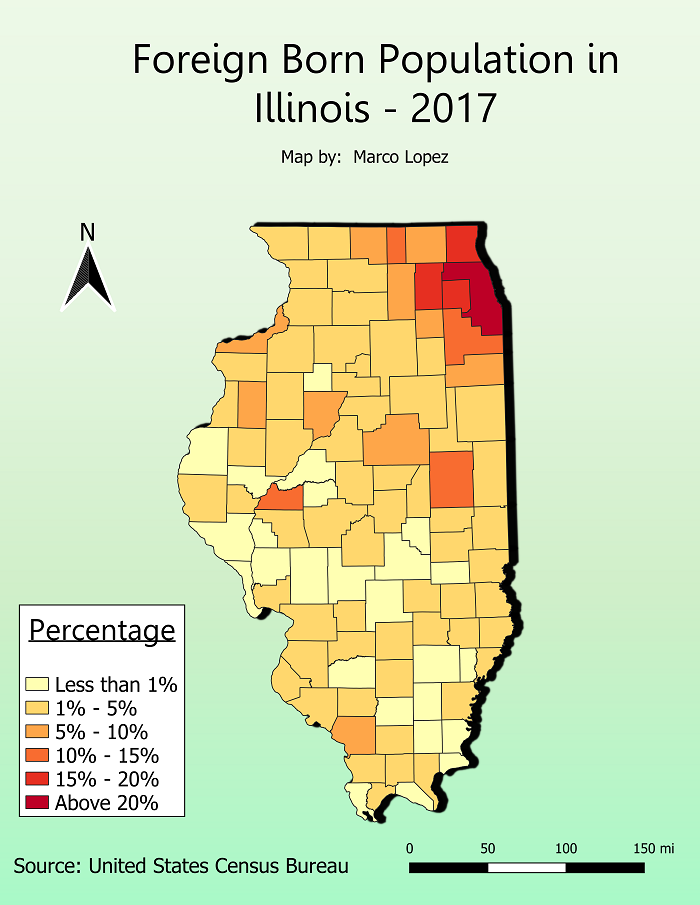 Foreign Born Population in
Illinois - 2017
Map by:  Marco Lopez
N
Percentage
Less than 1%
1% - 5%
5% - 10%
10% - 15%
15% - 20%
Above 20%
0 50 100 150 mi
Source: United States Census Bureau